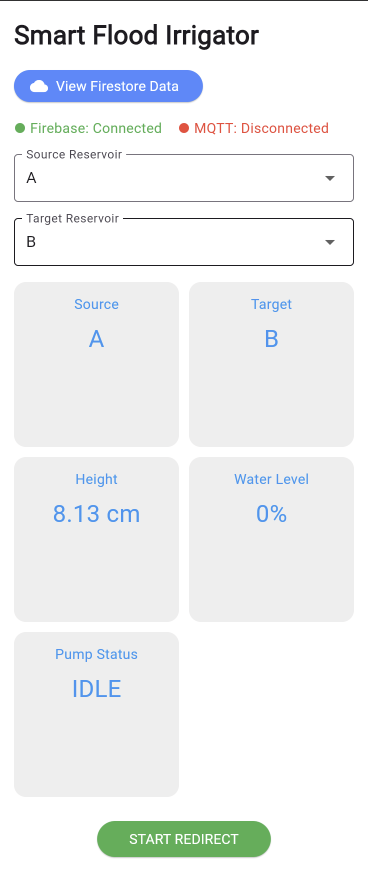 Smart Flood Irrigator
View Firestore Data
Firebase: Connected MQTT: Disconnected
Source Reservoir
A
Target Reservoir
B
Source Target
A B
Height Water Level
8.13 cm 0%
Pump Status
IDLE
START REDIRECT